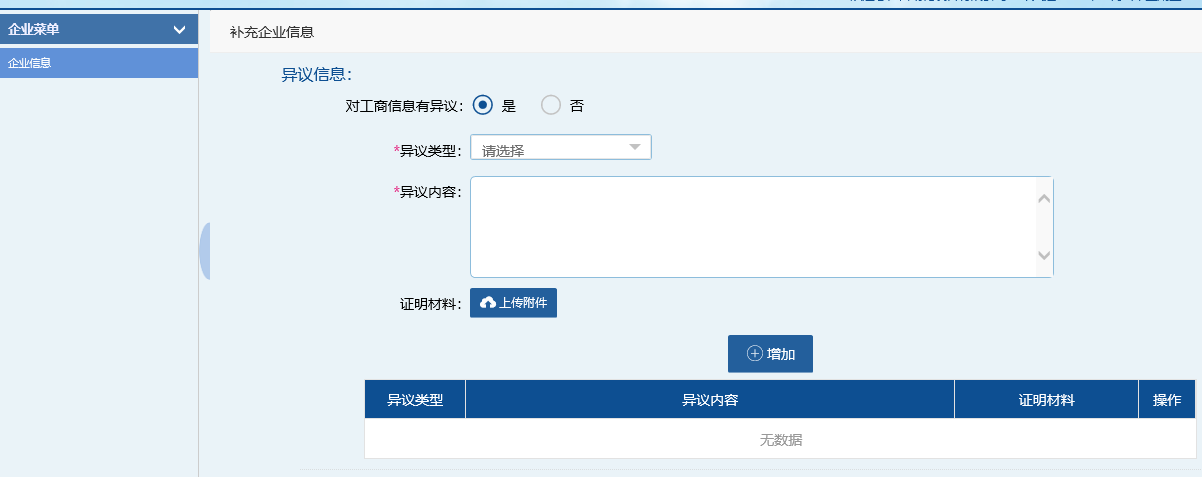 企业菜单
企业信息
补充企业信息
异议信息：
对工商信息有异议： 是 否
*异议类型： 请选择
*异议内容：
证明材料： 上传附件
增加
异议类型 异议内容 证明材料 操作
无数据